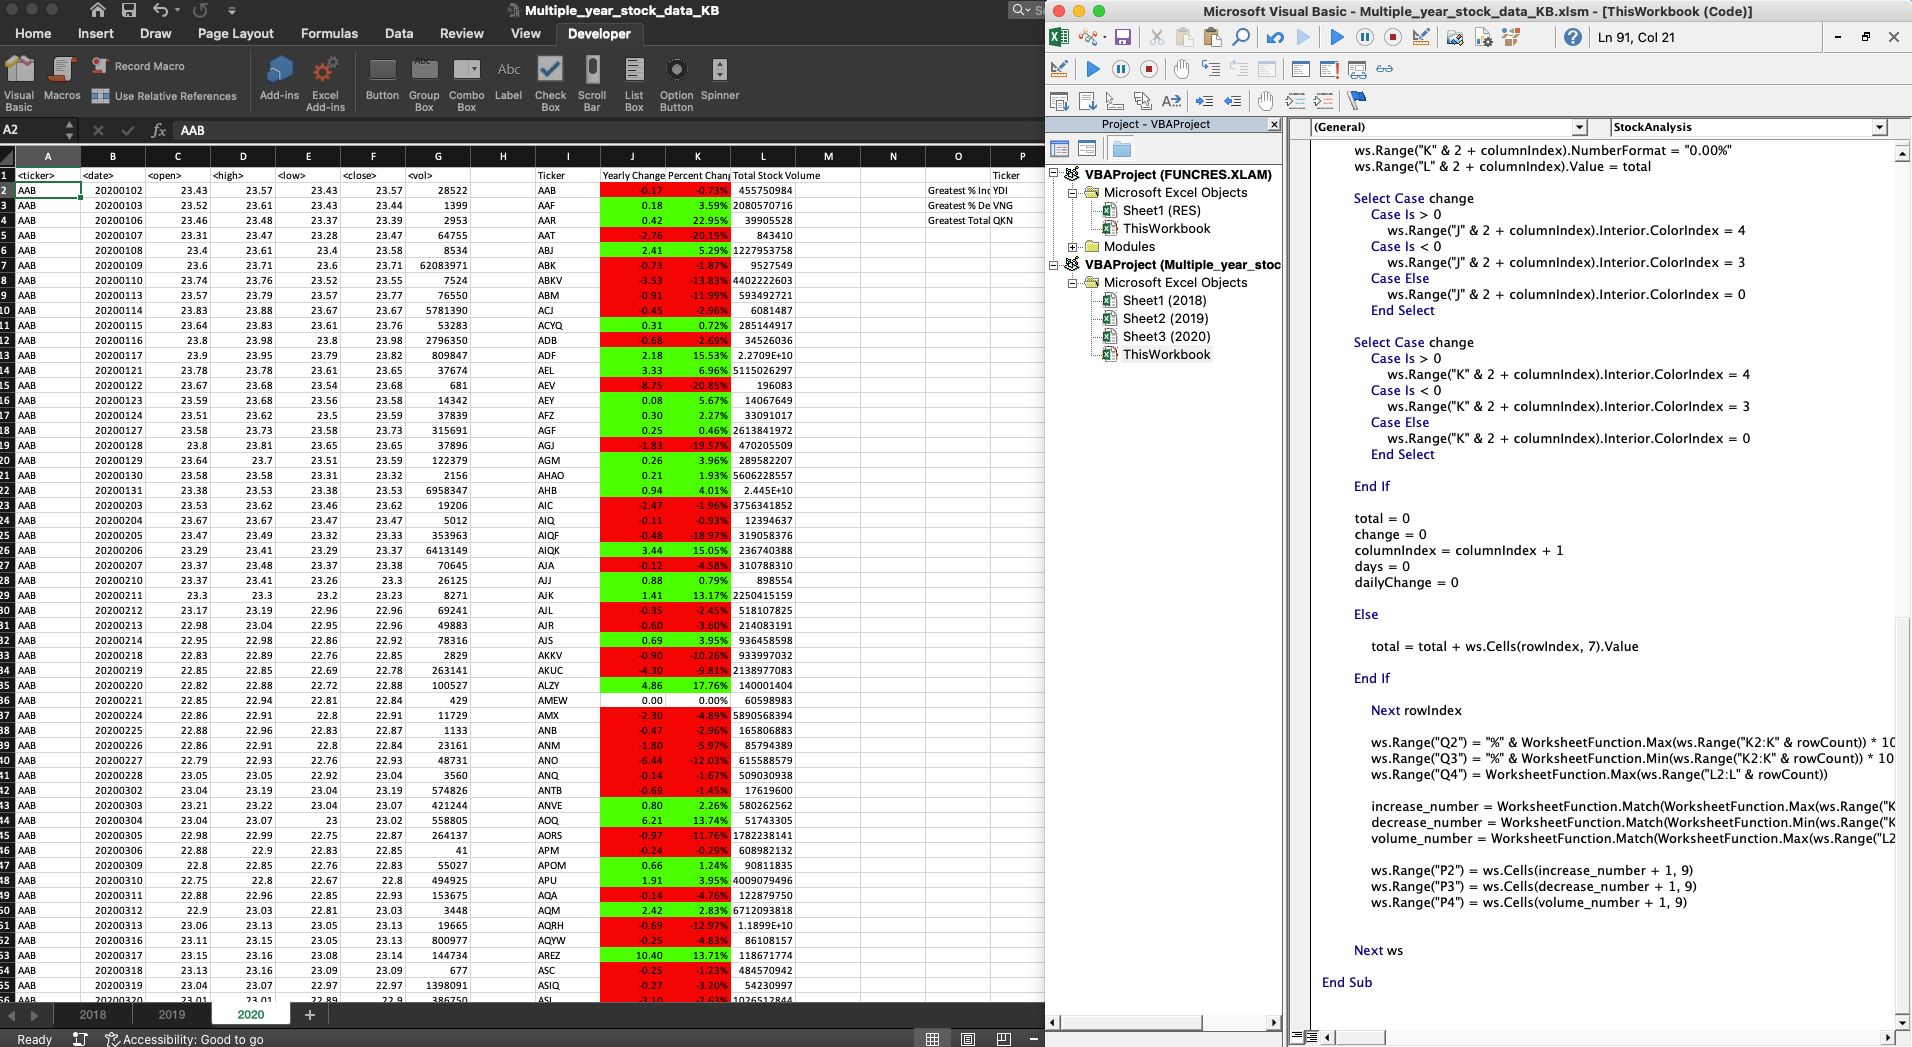 Multiple_year_stock_data_KB
Home Insert Draw Page Layout Formulas Data Review View Developer
Record Macro
Use Relative References
Visual Basic Macros Add-ins Excel Add-ins Button Group Box Combo Box Label Check Box Scroll Bar List Box Option Button Spinner
A2 fx AAB
A B C D E F G H I J K L M N O P
1 <ticker> <date> <open> <high> <low> <close> <vol> Ticker Yearly Change Percent Chang Total Stock Volume Ticker
2 AAB 20200102 23.43 23.57 23.43 23.57 28522 AAB -0.17 -0.73% 455750984 Greatest % Inc YDI
3 AAB 20200103 23.52 23.61 23.43 23.44 1399 AAF 0.18 3.59% 2080570716 Greatest % De VNG
4 AAB 20200106 23.46 23.48 23.37 23.39 2953 AAR 0.42 22.95% 39905528 Greatest Total QKN
5 AAB 20200107 23.31 23.47 23.28 23.47 64755 AAT -2.76 -20.19% 843410
6 AAB 20200108 23.4 23.61 23.4 23.58 8534 ABJ 2.41 5.29% 1227953758
7 AAB 20200109 23.6 23.71 23.6 23.71 62083971 ABK -0.73 -1.87% 9527549
8 AAB 20200110 23.74 23.76 23.52 23.55 7524 ABKV -3.53 -13.83% 4402222603
9 AAB 20200113 23.57 23.79 23.57 23.77 76550 ABM -0.91 -11.99% 593492721
10 AAB 20200114 23.83 23.88 23.67 23.67 5781390 ACJ -0.45 -2.96% 6081487
11 AAB 20200115 23.64 23.83 23.61 23.76 53283 ACYQ 0.31 0.72% 285144917
12 AAB 20200116 23.8 23.98 23.8 23.98 2796350 ADB -0.68 -2.69% 34526036
13 AAB 20200117 23.9 23.95 23.79 23.82 809847 ADF 2.18 15.53% 2.2709E+10
14 AAB 20200121 23.78 23.78 23.61 23.65 37674 AEL 3.33 6.96% 5115026297
15 AAB 20200122 23.67 23.68 23.54 23.68 681 AEV -8.75 -20.85% 196083
16 AAB 20200123 23.59 23.68 23.56 23.58 14342 AEY 0.08 5.67% 14067649
17 AAB 20200124 23.51 23.62 23.5 23.59 37839 AFZ 0.30 2.27% 33091017
18 AAB 20200127 23.58 23.73 23.58 23.73 315691 AGF 0.25 0.46% 2613841972
19 AAB 20200128 23.8 23.81 23.65 23.65 37896 AGJ -1.83 -19.57% 470205509
20 AAB 20200129 23.64 23.7 23.51 23.59 122379 AGM 0.26 3.96% 289582207
21 AAB 20200130 23.58 23.58 23.31 23.32 2156 AHAO 0.21 1.93% 5606228557
22 AAB 20200131 23.38 23.53 23.38 23.53 6958347 AHB 0.94 4.01% 2.445E+10
23 AAB 20200203 23.53 23.62 23.46 23.62 19206 AIC -2.47 -1.96% 3756341852
24 AAB 20200204 23.67 23.67 23.47 23.47 5012 AIQ -0.11 -0.93% 12394637
25 AAB 20200205 23.47 23.49 23.32 23.33 353963 AIQF -0.48 -18.97% 319058376
26 AAB 20200206 23.29 23.41 23.29 23.37 6413149 AIQK 3.44 15.05% 236740388
27 AAB 20200207 23.37 23.48 23.37 23.38 70645 AJA -0.12 -4.58% 310788310
28 AAB 20200210 23.37 23.41 23.26 23.3 26125 AJJ 0.88 0.79% 898554
29 AAB 20200211 23.3 23.3 23.2 23.23 8271 AJK 1.41 13.17% 2250415159
30 AAB 20200212 23.17 23.19 22.96 22.96 69241 AJL -0.35 -2.45% 518107825
31 AAB 20200213 22.98 23.04 22.95 22.96 49883 AJR -0.60 -3.60% 214083191
32 AAB 20200214 22.95 22.98 22.86 22.92 78316 AJS 0.69 3.95% 936458598
33 AAB 20200218 22.83 22.89 22.76 22.85 2829 AKKV -0.90 -10.26% 933997032
34 AAB 20200219 22.85 22.85 22.69 22.78 263141 AKUC -4.30 -9.81% 2138977083
35 AAB 20200220 22.82 22.88 22.72 22.88 100527 ALZY 4.86 17.76% 140001404
36 AAB 20200221 22.85 22.94 22.81 22.84 429 AMEW 0.00 0.00% 60598983
37 AAB 20200224 22.86 22.91 22.8 22.91 11729 AMX -2.30 -4.89% 5890568394
38 AAB 20200225 22.88 22.96 22.83 22.87 1133 ANB -0.47 -2.96% 165806883
39 AAB 20200226 22.86 22.91 22.8 22.84 23161 ANM -1.80 -5.97% 85794389
40 AAB 20200227 22.79 22.93 22.76 22.93 48731 ANO -6.44 -12.03% 615588579
41 AAB 20200228 23.05 23.05 22.92 23.04 3560 ANQ -0.14 -1.67% 509030938
42 AAB 20200302 23.04 23.19 23.04 23.19 574826 ANTB -0.69 -1.45% 17619600
43 AAB 20200303 23.21 23.22 23.04 23.07 421244 ANVE 0.80 2.26% 580262562
44 AAB 20200304 23.04 23.07 23 23.02 558805 AOQ 6.21 13.74% 51743305
45 AAB 20200305 22.98 22.99 22.75 22.87 264137 AORS -0.97 -11.76% 1782238141
46 AAB 20200306 22.88 22.9 22.83 22.85 41 APM -0.24 -0.29% 608982132
47 AAB 20200309 22.8 22.85 22.76 22.83 55027 APOM 0.66 1.24% 90811835
48 AAB 20200310 22.75 22.8 22.67 22.8 494925 APU 1.91 3.95% 4009079496
49 AAB 20200311 22.88 22.96 22.85 22.93 153675 AQA -0.14 -4.76% 122879750
50 AAB 20200312 22.9 23.03 22.81 23.03 3448 AQM 2.42 2.83% 6712093818
51 AAB 20200313 23.06 23.13 23.05 23.13 19665 AQRH -0.69 -12.97% 1.1899E+10
52 AAB 20200316 23.11 23.15 23.05 23.13 800977 AQYW -0.25 -4.83% 86108157
53 AAB 20200317 23.15 23.16 23.08 23.14 144734 AREZ 10.40 13.71% 118671774
54 AAB 20200318 23.13 23.16 23.09 23.09 677 ASC -0.25 -1.23% 484570942
55 AAB 20200319 23.04 23.07 22.97 22.97 1398091 ASIQ -0.27 -3.20% 54230997
56 AAB 20200320 23.01 23.01 22.89 22.9 386750 ASL -3.10 -2.63% 1026512844
2018 2019 2020 +
Ready Accessibility: Good to go
Microsoft Visual Basic - Multiple_year_stock_data_KB.xlsm - [ThisWorkbook (Code)]
Ln 91, Col 21
Project - VBAProject
VBAProject (FUNCRES.XLAM)
Microsoft Excel Objects
Sheet1 (RES)
ThisWorkbook
Modules
VBAProject (Multiple_year_stoc
Microsoft Excel Objects
Sheet1 (2018)
Sheet2 (2019)
Sheet3 (2020)
ThisWorkbook
(General) StockAnalysis
ws.Range("K" & 2 + columnIndex).NumberFormat = "0.00%"
ws.Range("L" & 2 + columnIndex).Value = total
Select Case change
Case Is > 0
ws.Range("J" & 2 + columnIndex).Interior.ColorIndex = 4
Case Is < 0
ws.Range("J" & 2 + columnIndex).Interior.ColorIndex = 3
Case Else
ws.Range("J" & 2 + columnIndex).Interior.ColorIndex = 0
End Select
Select Case change
Case Is > 0
ws.Range("K" & 2 + columnIndex).Interior.ColorIndex = 4
Case Is < 0
ws.Range("K" & 2 + columnIndex).Interior.ColorIndex = 3
Case Else
ws.Range("K" & 2 + columnIndex).Interior.ColorIndex = 0
End Select
End If
total = 0
change = 0
columnIndex = columnIndex + 1
days = 0
dailyChange = 0
Else
total = total + ws.Cells(rowIndex, 7).Value
End If
Next rowIndex
ws.Range("Q2") = "%" & WorksheetFunction.Max(ws.Range("K2:K" & rowCount)) * 10
ws.Range("Q3") = "%" & WorksheetFunction.Min(ws.Range("K2:K" & rowCount)) * 10
ws.Range("Q4") = WorksheetFunction.Max(ws.Range("L2:L" & rowCount))
increase_number = WorksheetFunction.Match(WorksheetFunction.Max(ws.Range("K
decrease_number = WorksheetFunction.Match(WorksheetFunction.Min(ws.Range("K
volume_number = WorksheetFunction.Match(WorksheetFunction.Max(ws.Range("L2
ws.Range("P2") = ws.Cells(increase_number + 1, 9)
ws.Range("P3") = ws.Cells(decrease_number + 1, 9)
ws.Range("P4") = ws.Cells(volume_number + 1, 9)
Next ws
End Sub